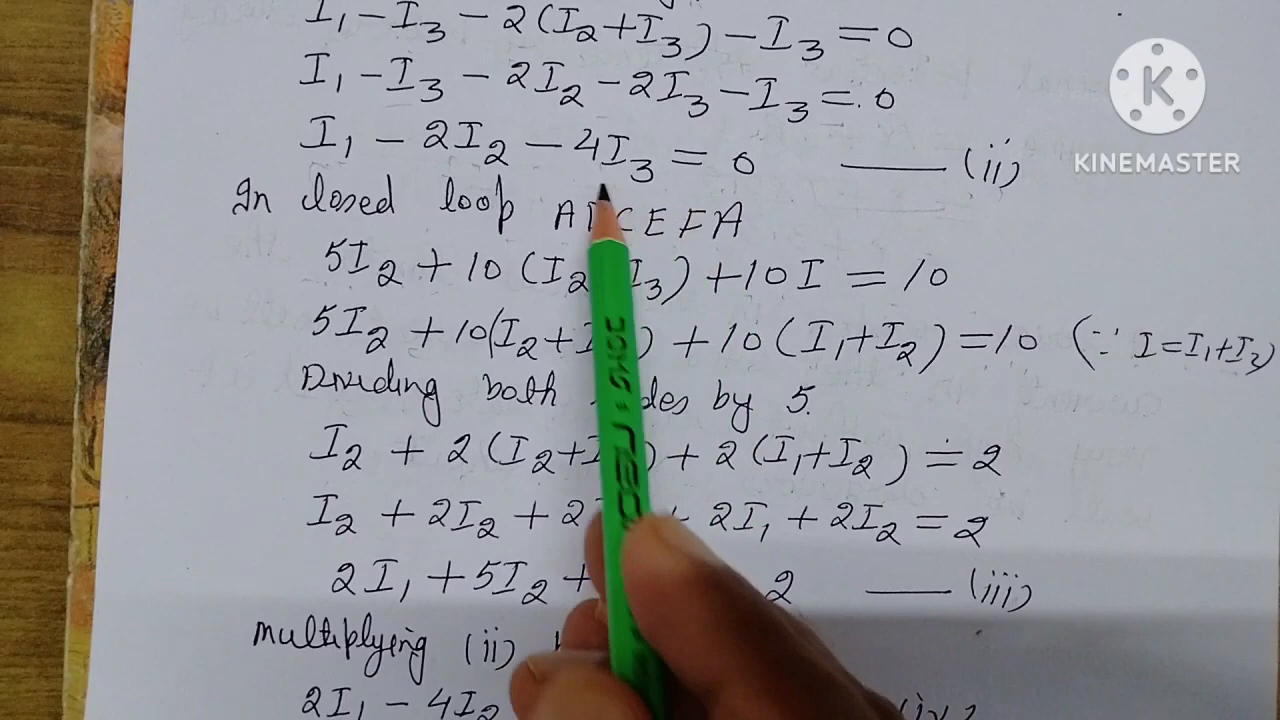 I₁ - I₃ - 2(I₂+I₃) - I₃ = 0
I₁ - I₃ - 2I₂ - 2I₃ - I₃ = 0
I₁ - 2I₂ - 4I₃ = 0 —— (ii)
In closed loop A CEFA
5I₂ + 10(I₂ I₃) + 10I = 10
5I₂ + 10(I₂+I ) + 10(I₁+I₂) = 10 (∵ I=I₁+I₂)
Dividing both by 5.
I₂ + 2(I₂+I ) + 2(I₁+I₂) = 2
I₂ + 2I₂ + 2 2I₁ + 2I₂ = 2
2I₁ + 5I₂ + 2 —— (iii)
Multiplying (ii)
2I₁ - 4I₂ (iv)
K
KINEMASTER